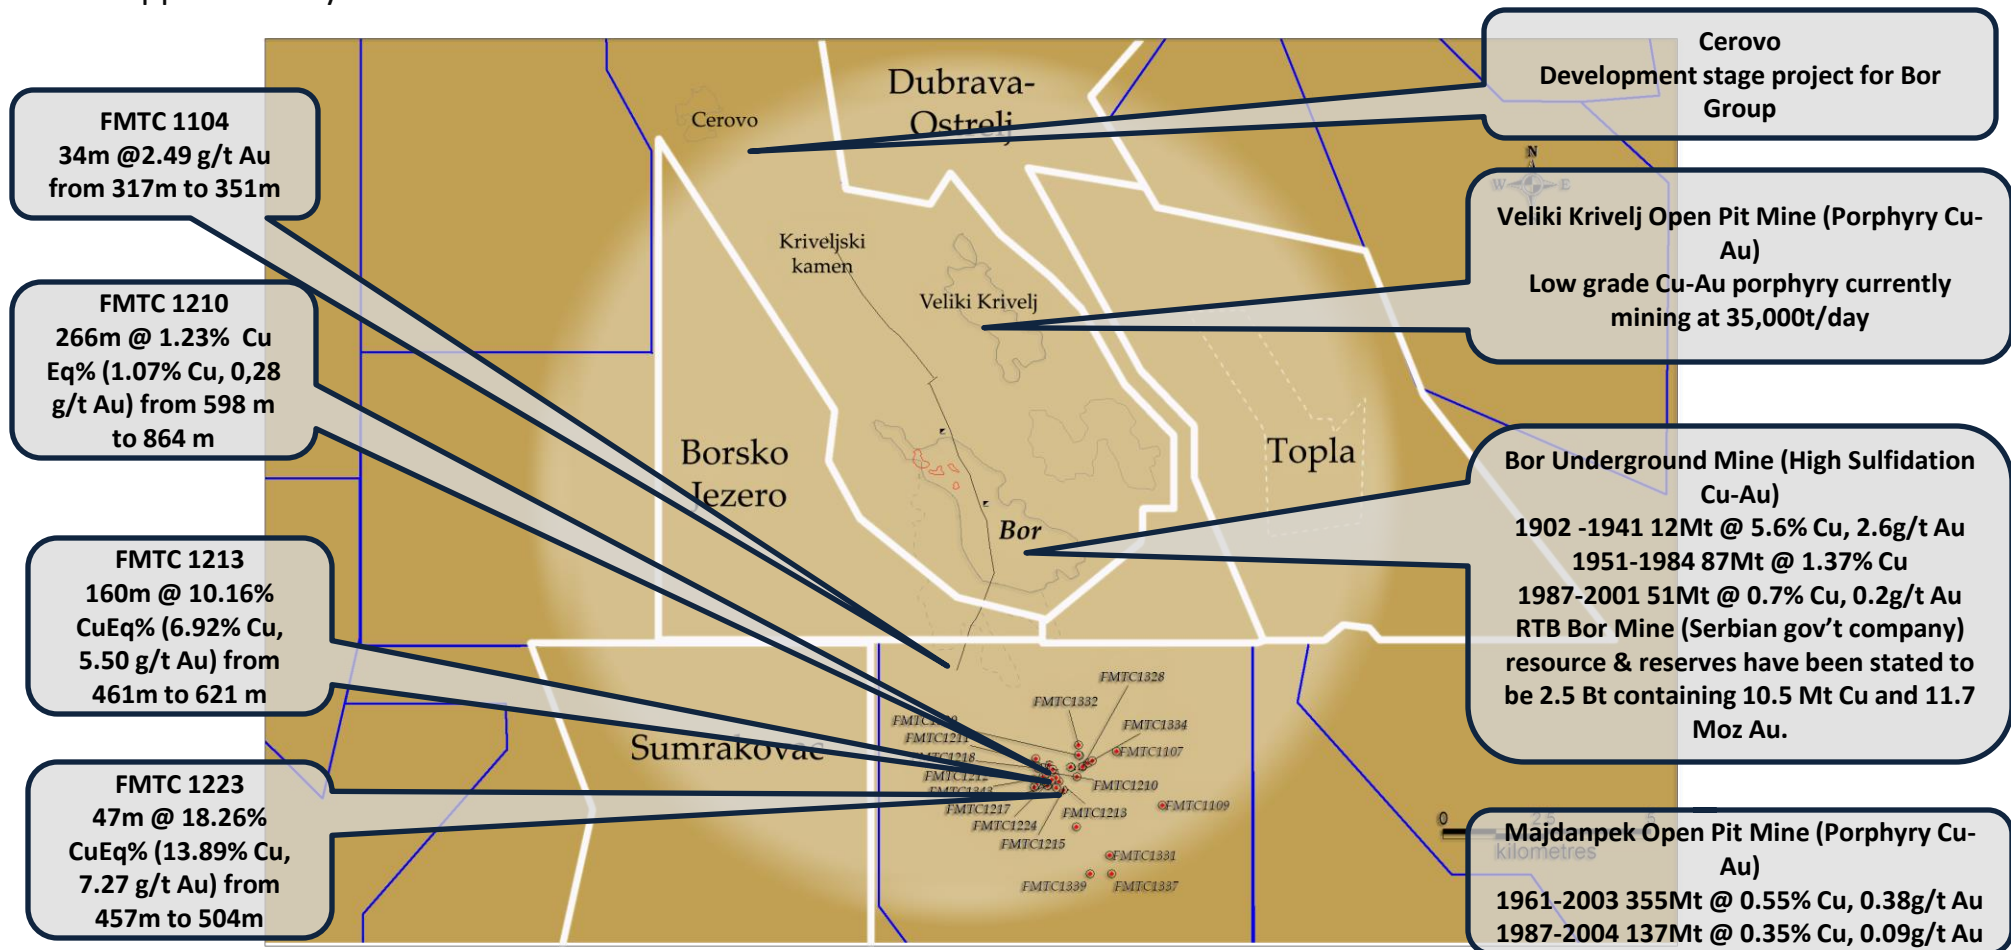 FMTC 1104
34m @2.49 g/t Au
from 317m to 351m
FMTC 1210
266m @ 1.23% Cu
Eq% (1.07% Cu, 0,28
g/t Au) from 598 m
to 864 m
FMTC 1213
160m @ 10.16%
CuEq% (6.92% Cu,
5.50 g/t Au) from
461m to 621 m
FMTC 1223
47m @ 18.26%
CuEq% (13.89% Cu,
7.27 g/t Au) from
457m to 504m
Dubrava-
Ostrelj
Cerovo
Kriveljski
kamen
Veliki Krivelj
Borsko
Jezero
Bor
Topla
Sumrakovac
FMTC1328
FMTC1332
FMTC1334
FMTC1107
FMTC1210
FMTC1109
FMTC1217
FMTC1213
FMTC1224
FMTC1215
FMTC1331
FMTC1339
FMTC1337
Cerovo
Development stage project for Bor
Group
N
W E
Veliki Krivelj Open Pit Mine (Porphyry Cu-
Au)
Low grade Cu-Au porphyry currently
mining at 35,000t/day
Bor Underground Mine (High Sulfidation
Cu-Au)
1902 -1941 12Mt @ 5.6% Cu, 2.6g/t Au
1951-1984 87Mt @ 1.37% Cu
1987-2001 51Mt @ 0.7% Cu, 0.2g/t Au
RTB Bor Mine (Serbian gov't company)
resource & reserves have been stated to
be 2.5 Bt containing 10.5 Mt Cu and 11.7
Moz Au.
0 2.5 5
kilometres
Majdanpek Open Pit Mine (Porphyry Cu-
Au)
1961-2003 355Mt @ 0.55% Cu, 0.38g/t Au
1987-2004 137Mt @ 0.35% Cu, 0.09g/t Au